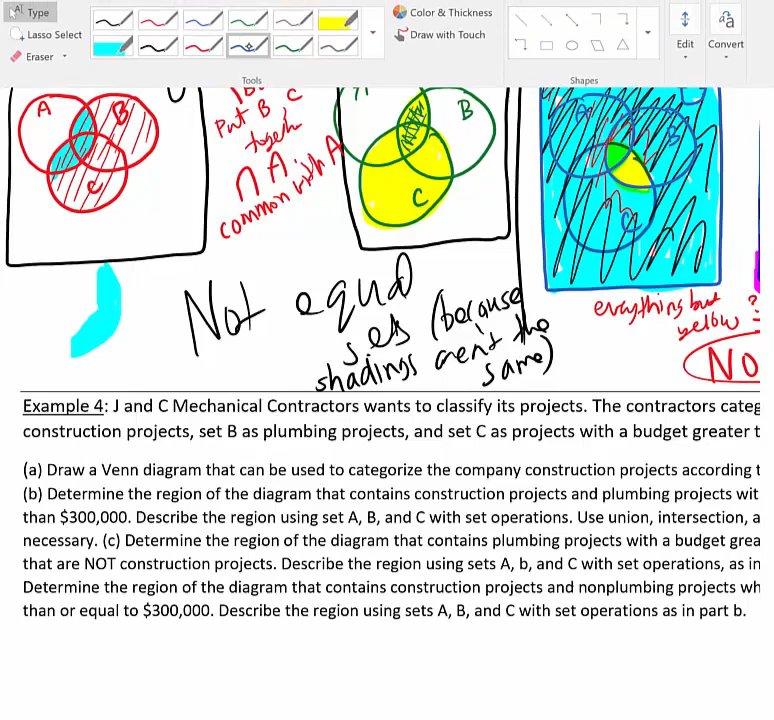 Type
Lasso Select
Eraser
Color & Thickness
Draw with Touch
Edit
Convert
Tools
Shapes
A
B
C
U
Put B, C
together
∩ A:
common with A
B
C
A
B
C
Not equal
sets (because
shadings aren't the
same)
everything but
yellow
NO
Example 4: J and C Mechanical Contractors wants to classify its projects. The contractors categ
construction projects, set B as plumbing projects, and set C as projects with a budget greater t
(a) Draw a Venn diagram that can be used to categorize the company construction projects according t
(b) Determine the region of the diagram that contains construction projects and plumbing projects wit
than $300,000. Describe the region using set A, B, and C with set operations. Use union, intersection, a
necessary. (c) Determine the region of the diagram that contains plumbing projects with a budget grea
that are NOT construction projects. Describe the region using sets A, b, and C with set operations, as in
Determine the region of the diagram that contains construction projects and nonplumbing projects wh
than or equal to $300,000. Describe the region using sets A, B, and C with set operations as in part b.